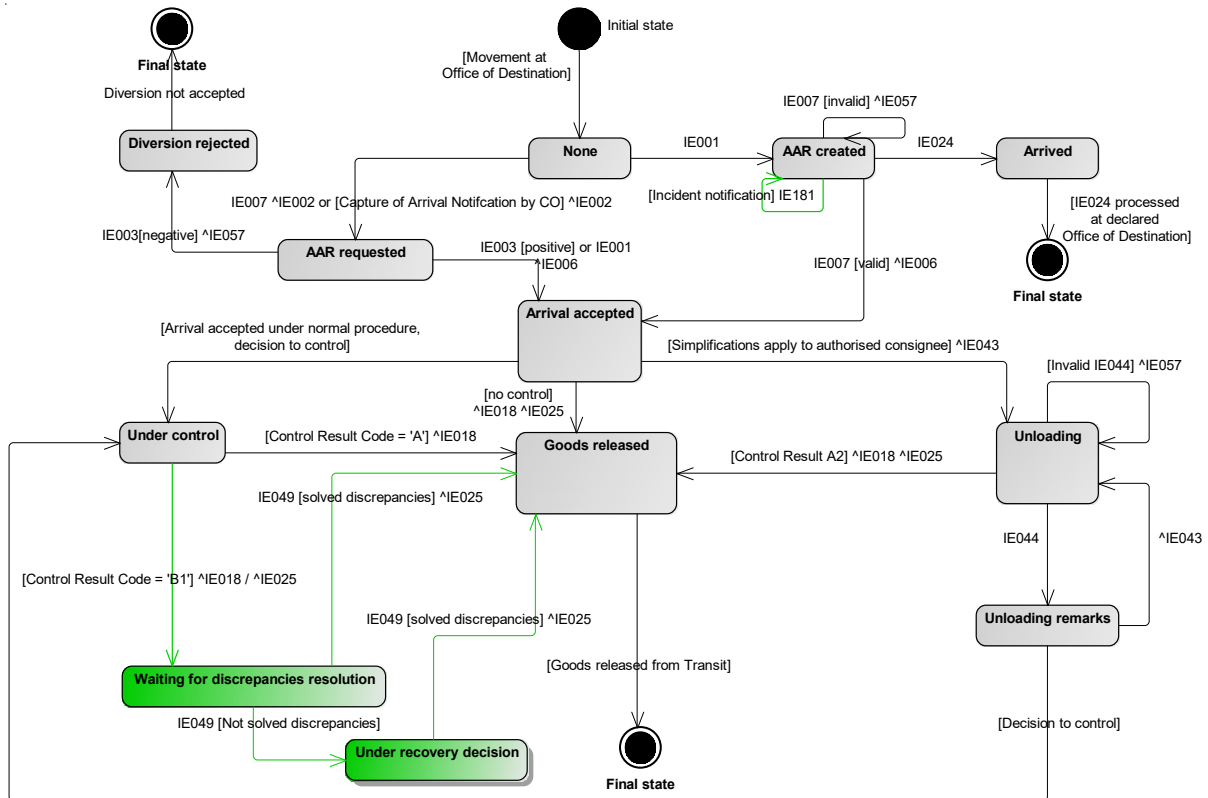 Initial state
[Movement at
Office of Destination]
Final state
Diversion not accepted
IE007 [invalid] ^IE057
Diversion rejected
None
IE001
AAR created
IE024
Arrived
[Incident notification] IE181
IE007 ^IE002 or [Capture of Arrival Notifcation by CO] ^IE002
[IE024 processed
at declared
Office of Destination]
IE003[negative] ^IE057
AAR requested
IE003 [positive] or IE001
^IE006
IE007 [valid] ^IE006
Final state
Arrival accepted
[Arrival accepted under normal procedure,
decision to control]
[Simplifications apply to authorised consignee] ^IE043
[Invalid IE044] ^IE057
[no control]
^IE018 ^IE025
Under control
[Control Result Code = 'A'] ^IE018
Goods released
Unloading
[Control Result A2] ^IE018 ^IE025
IE049 [solved discrepancies] ^IE025
IE044
^IE043
[Control Result Code = 'B1'] ^IE018 / ^IE025
IE049 [solved discrepancies] ^IE025
Unloading remarks
[Goods released from Transit]
Waiting for discrepancies resolution
IE049 [Not solved discrepancies]
[Decision to control]
Under recovery decision
Final state